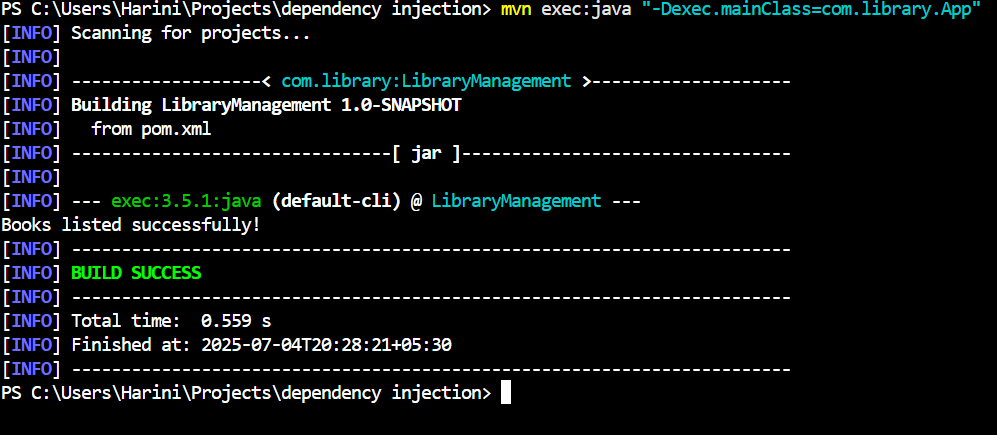 PS C:\Users\Harini\Projects\dependency injection> mvn exec:java "-Dexec.mainClass=com.library.App"
[INFO] Scanning for projects...
[INFO]
[INFO] -------------------< com.library:LibraryManagement >--------------------
[INFO] Building LibraryManagement 1.0-SNAPSHOT
[INFO]   from pom.xml
[INFO] --------------------------------[ jar ]---------------------------------
[INFO]
[INFO] --- exec:3.5.1:java (default-cli) @ LibraryManagement ---
Books listed successfully!
[INFO] ------------------------------------------------------------------------
[INFO] BUILD SUCCESS
[INFO] ------------------------------------------------------------------------
[INFO] Total time:  0.559 s
[INFO] Finished at: 2025-07-04T20:28:21+05:30
[INFO] ------------------------------------------------------------------------
PS C:\Users\Harini\Projects\dependency injection>